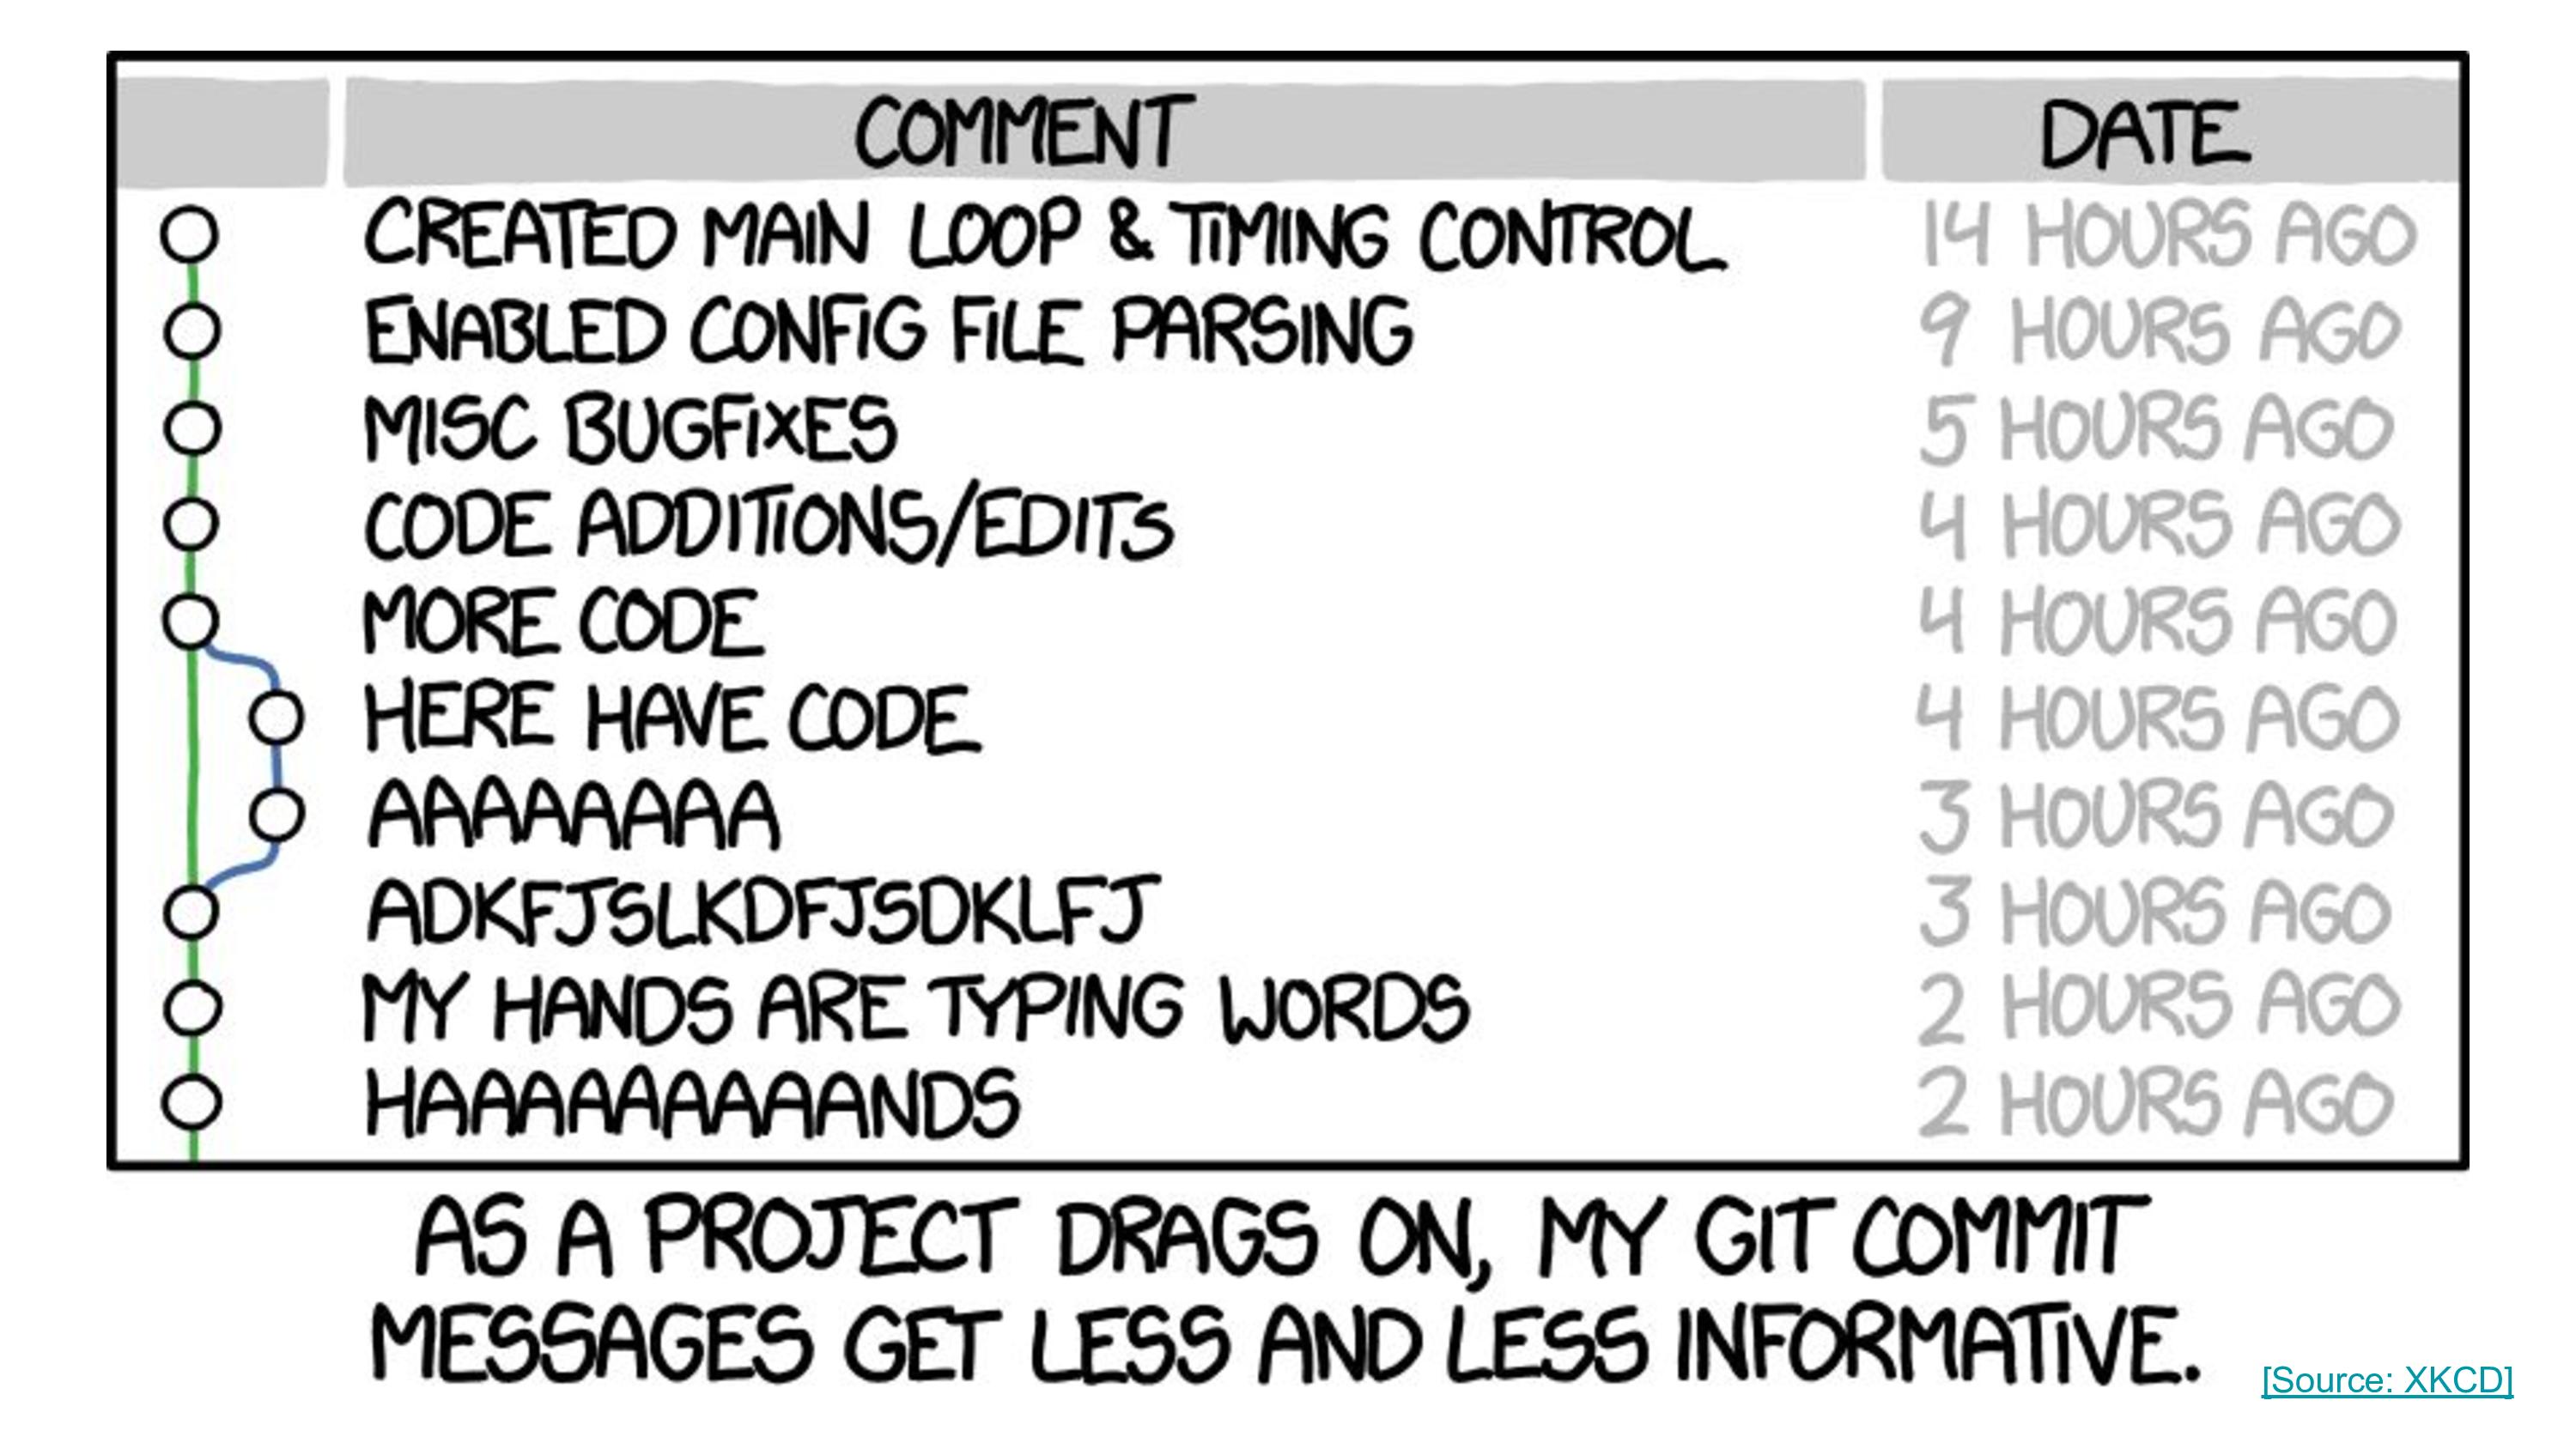 COMMENT DATE
CREATED MAIN LOOP & TIMING CONTROL 14 HOURS AGO
ENABLED CONFIG FILE PARSING 9 HOURS AGO
MISC BUGFIXES 5 HOURS AGO
CODE ADDITIONS/EDITS 4 HOURS AGO
MORE CODE 4 HOURS AGO
HERE HAVE CODE 4 HOURS AGO
AAAAAAAA 3 HOURS AGO
ADKFJSLKDFJSDKLFJ 3 HOURS AGO
MY HANDS ARE TYPING WORDS 2 HOURS AGO
HAAAAAAAAANDS 2 HOURS AGO
AS A PROJECT DRAGS ON, MY GIT COMMIT
MESSAGES GET LESS AND LESS INFORMATIVE.
[Source: XKCD]